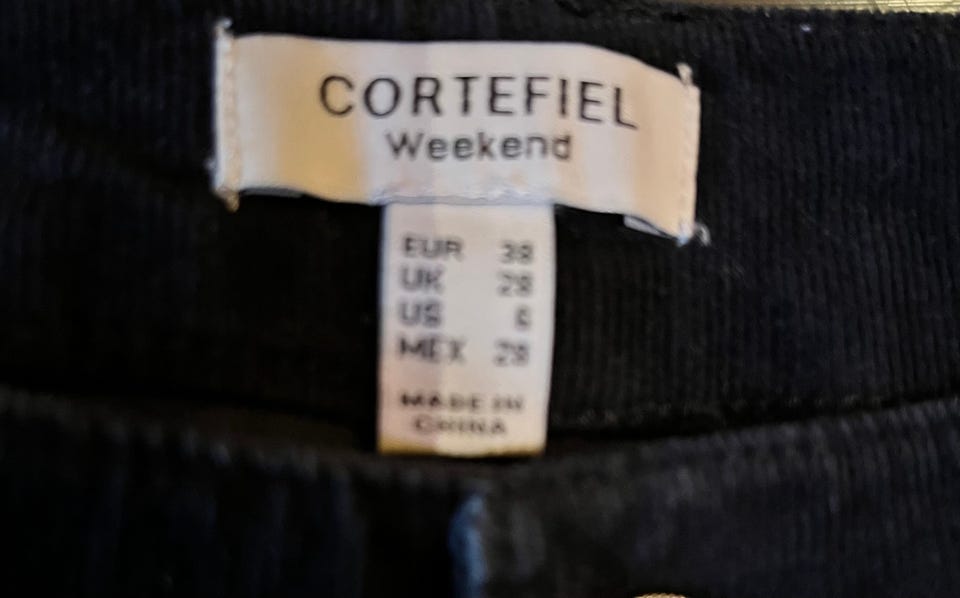 CORTEFIEL
Weekend
EUR 38
UK 28
US 6
MEX 28
MADE IN
CHINA